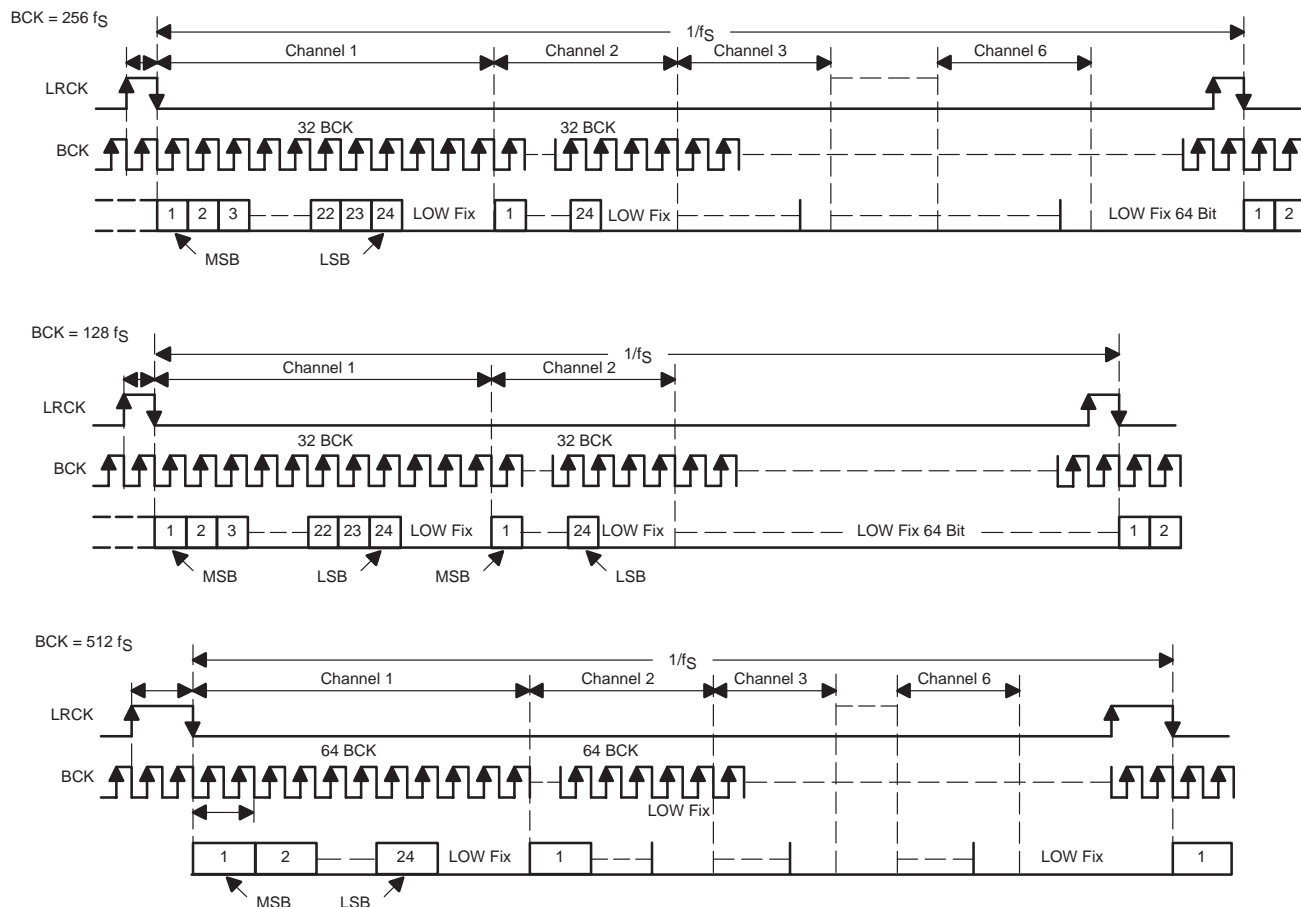 BCK = 256 fS
1/fS
Channel 1 Channel 2 Channel 3 Channel 6
LRCK
32 BCK 32 BCK
BCK
1 2 3 22 23 24 LOW Fix 1 24 LOW Fix LOW Fix 64 Bit 1 2
MSB LSB
BCK = 128 fS
1/fS
Channel 1 Channel 2
LRCK
32 BCK 32 BCK
BCK
1 2 3 22 23 24 LOW Fix 1 24 LOW Fix LOW Fix 64 Bit 1 2
MSB LSB MSB LSB
BCK = 512 fS
1/fS
Channel 1 Channel 2 Channel 3 Channel 6
LRCK
64 BCK 64 BCK
BCK
LOW Fix
1 2 24 LOW Fix 1 LOW Fix 1
MSB LSB